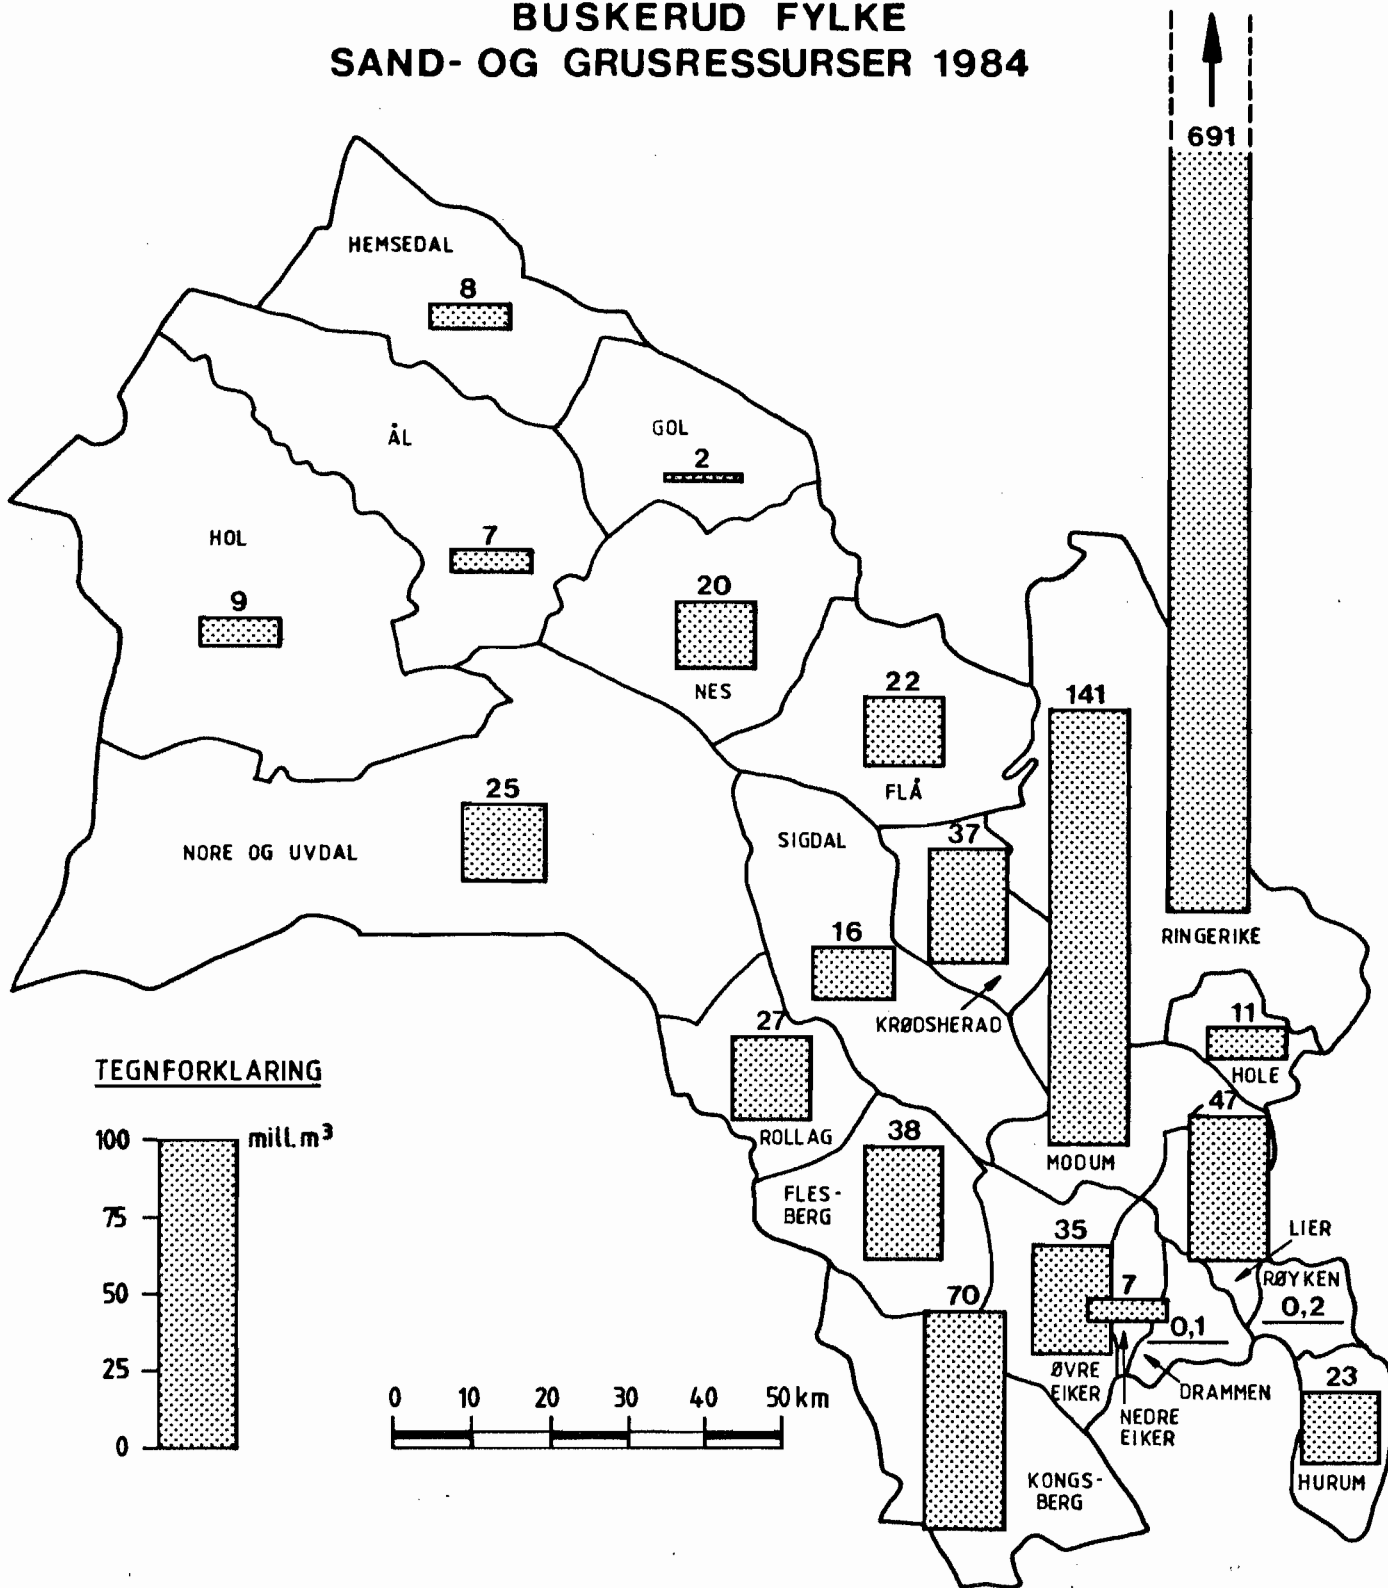 BUSKERUD FYLKE
SAND- OG GRUSRESSURSER 1984
691
HEMSEDAL
8
ÅL
7
GOL
2
HOL
9
20
NES
22
FLÅ
141
MODUM
25
NORE OG UVDAL
SIGDAL
16
37
KRØDSHERAD
RINGERIKE
11
HOLE
27
ROLLAG
38
FLES-
BERG
47
LIER
RØYKEN
0,2
35
ØVRE
EIKER
7
NEDRE
EIKER
0,1
DRAMMEN
23
HURUM
70
KONGS-
BERG
TEGNFORKLARING
100 mill. m³
75
50
25
0
0 10 20 30 40 50 km